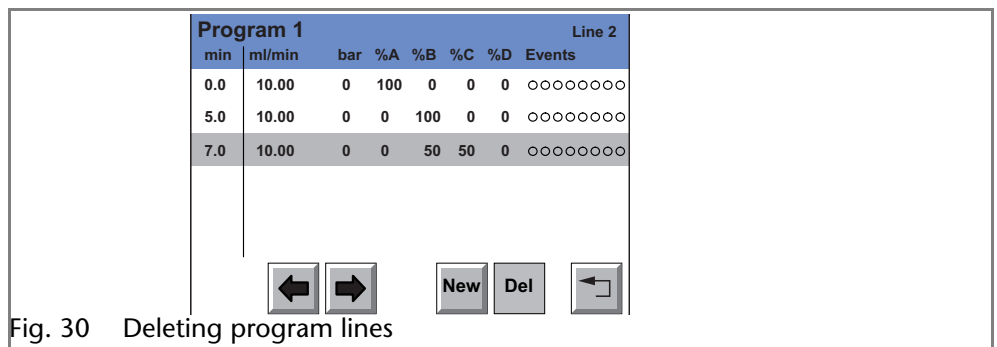 Program 1 Line 2
min ml/min bar %A %B %C %D Events
0.0 10.00 0 100 0 0 0 ○○○○○○○○
5.0 10.00 0 0 100 0 0 ○○○○○○○○
7.0 10.00 0 0 50 50 0 ○○○○○○○○
New Del
Fig. 30 Deleting program lines